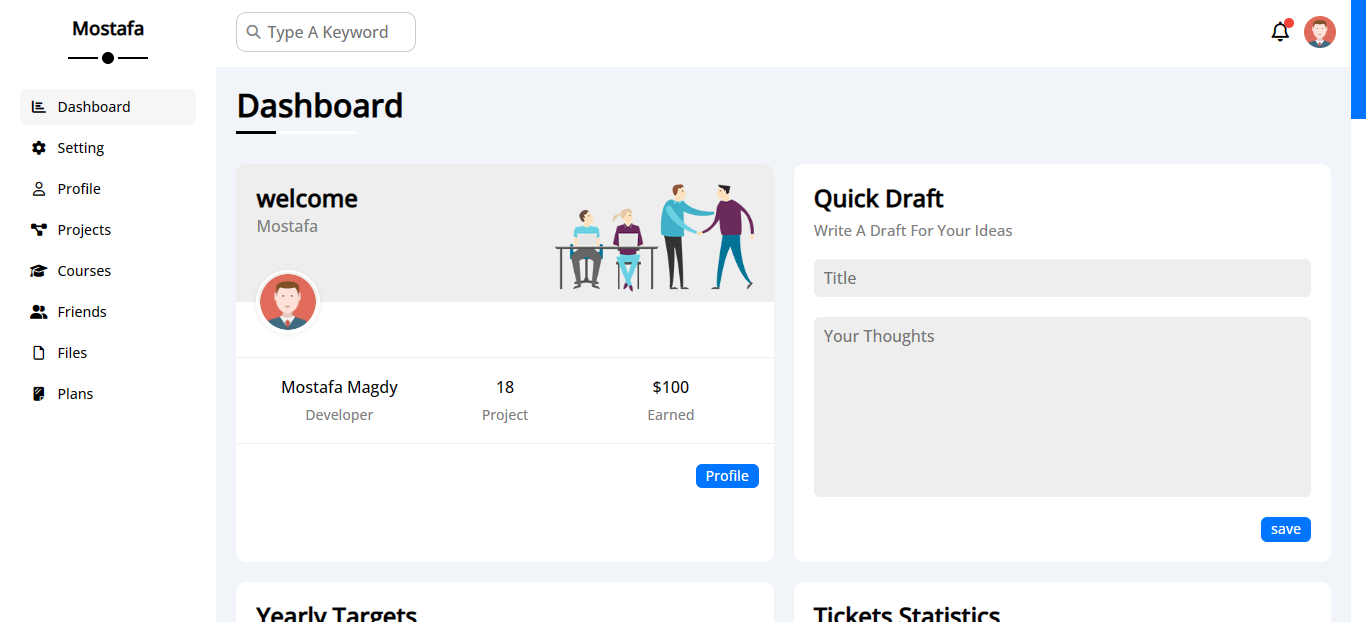 Mostafa
Type A Keyword
Dashboard
Setting
Profile
Projects
Courses
Friends
Files
Plans
Dashboard
welcome
Mostafa
Mostafa Magdy
18
$100
Developer
Project
Earned
Profile
Quick Draft
Write A Draft For Your Ideas
Title
Your Thoughts
save
Yearly Targets
Tickets Statistics